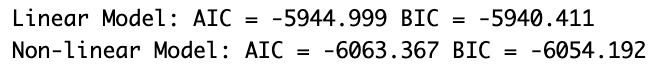 Linear Model: AIC = -5944.999 BIC = -5940.411
Non-linear Model: AIC = -6063.367 BIC = -6054.192